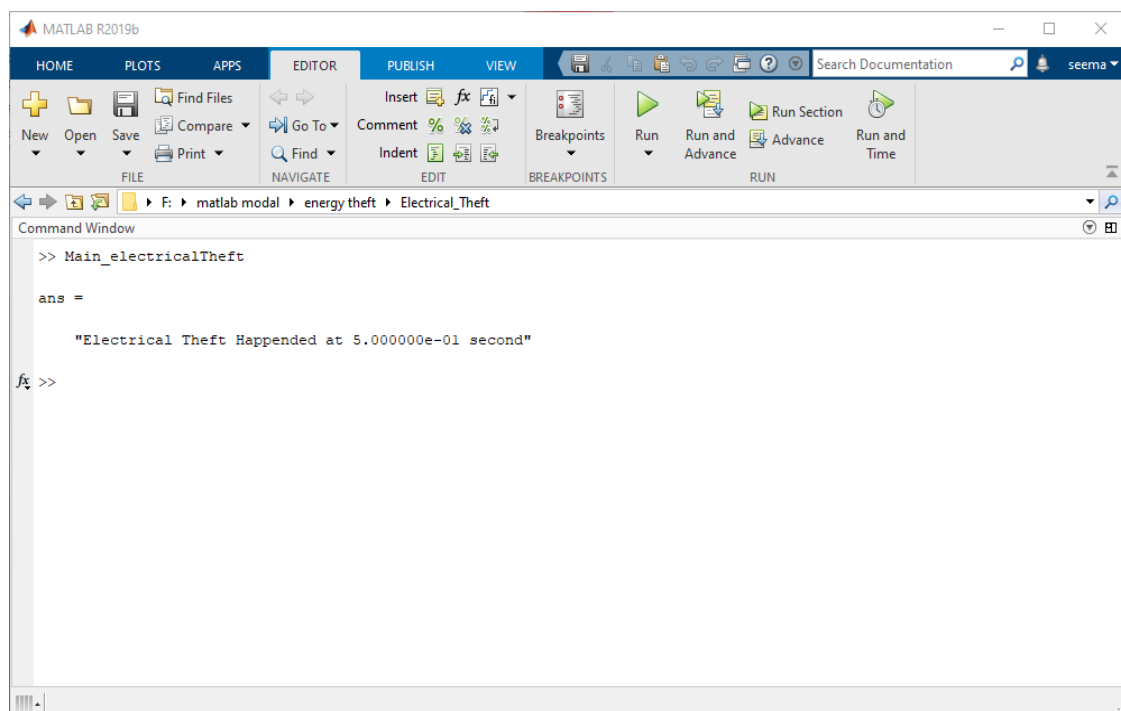 MATLAB R2019b
HOME PLOTS APPS EDITOR PUBLISH VIEW Search Documentation seema
Find Files Insert fx
New Open Save Compare Go To Comment % Breakpoints Run Run and Advance Run Section Advance Run and Time
Print Find Indent
FILE NAVIGATE EDIT BREAKPOINTS RUN
F: matlab modal energy theft Electrical_Theft
Command Window
>> Main_electricalTheft
ans =
"Electrical Theft Happended at 5.000000e-01 second"
fx >>